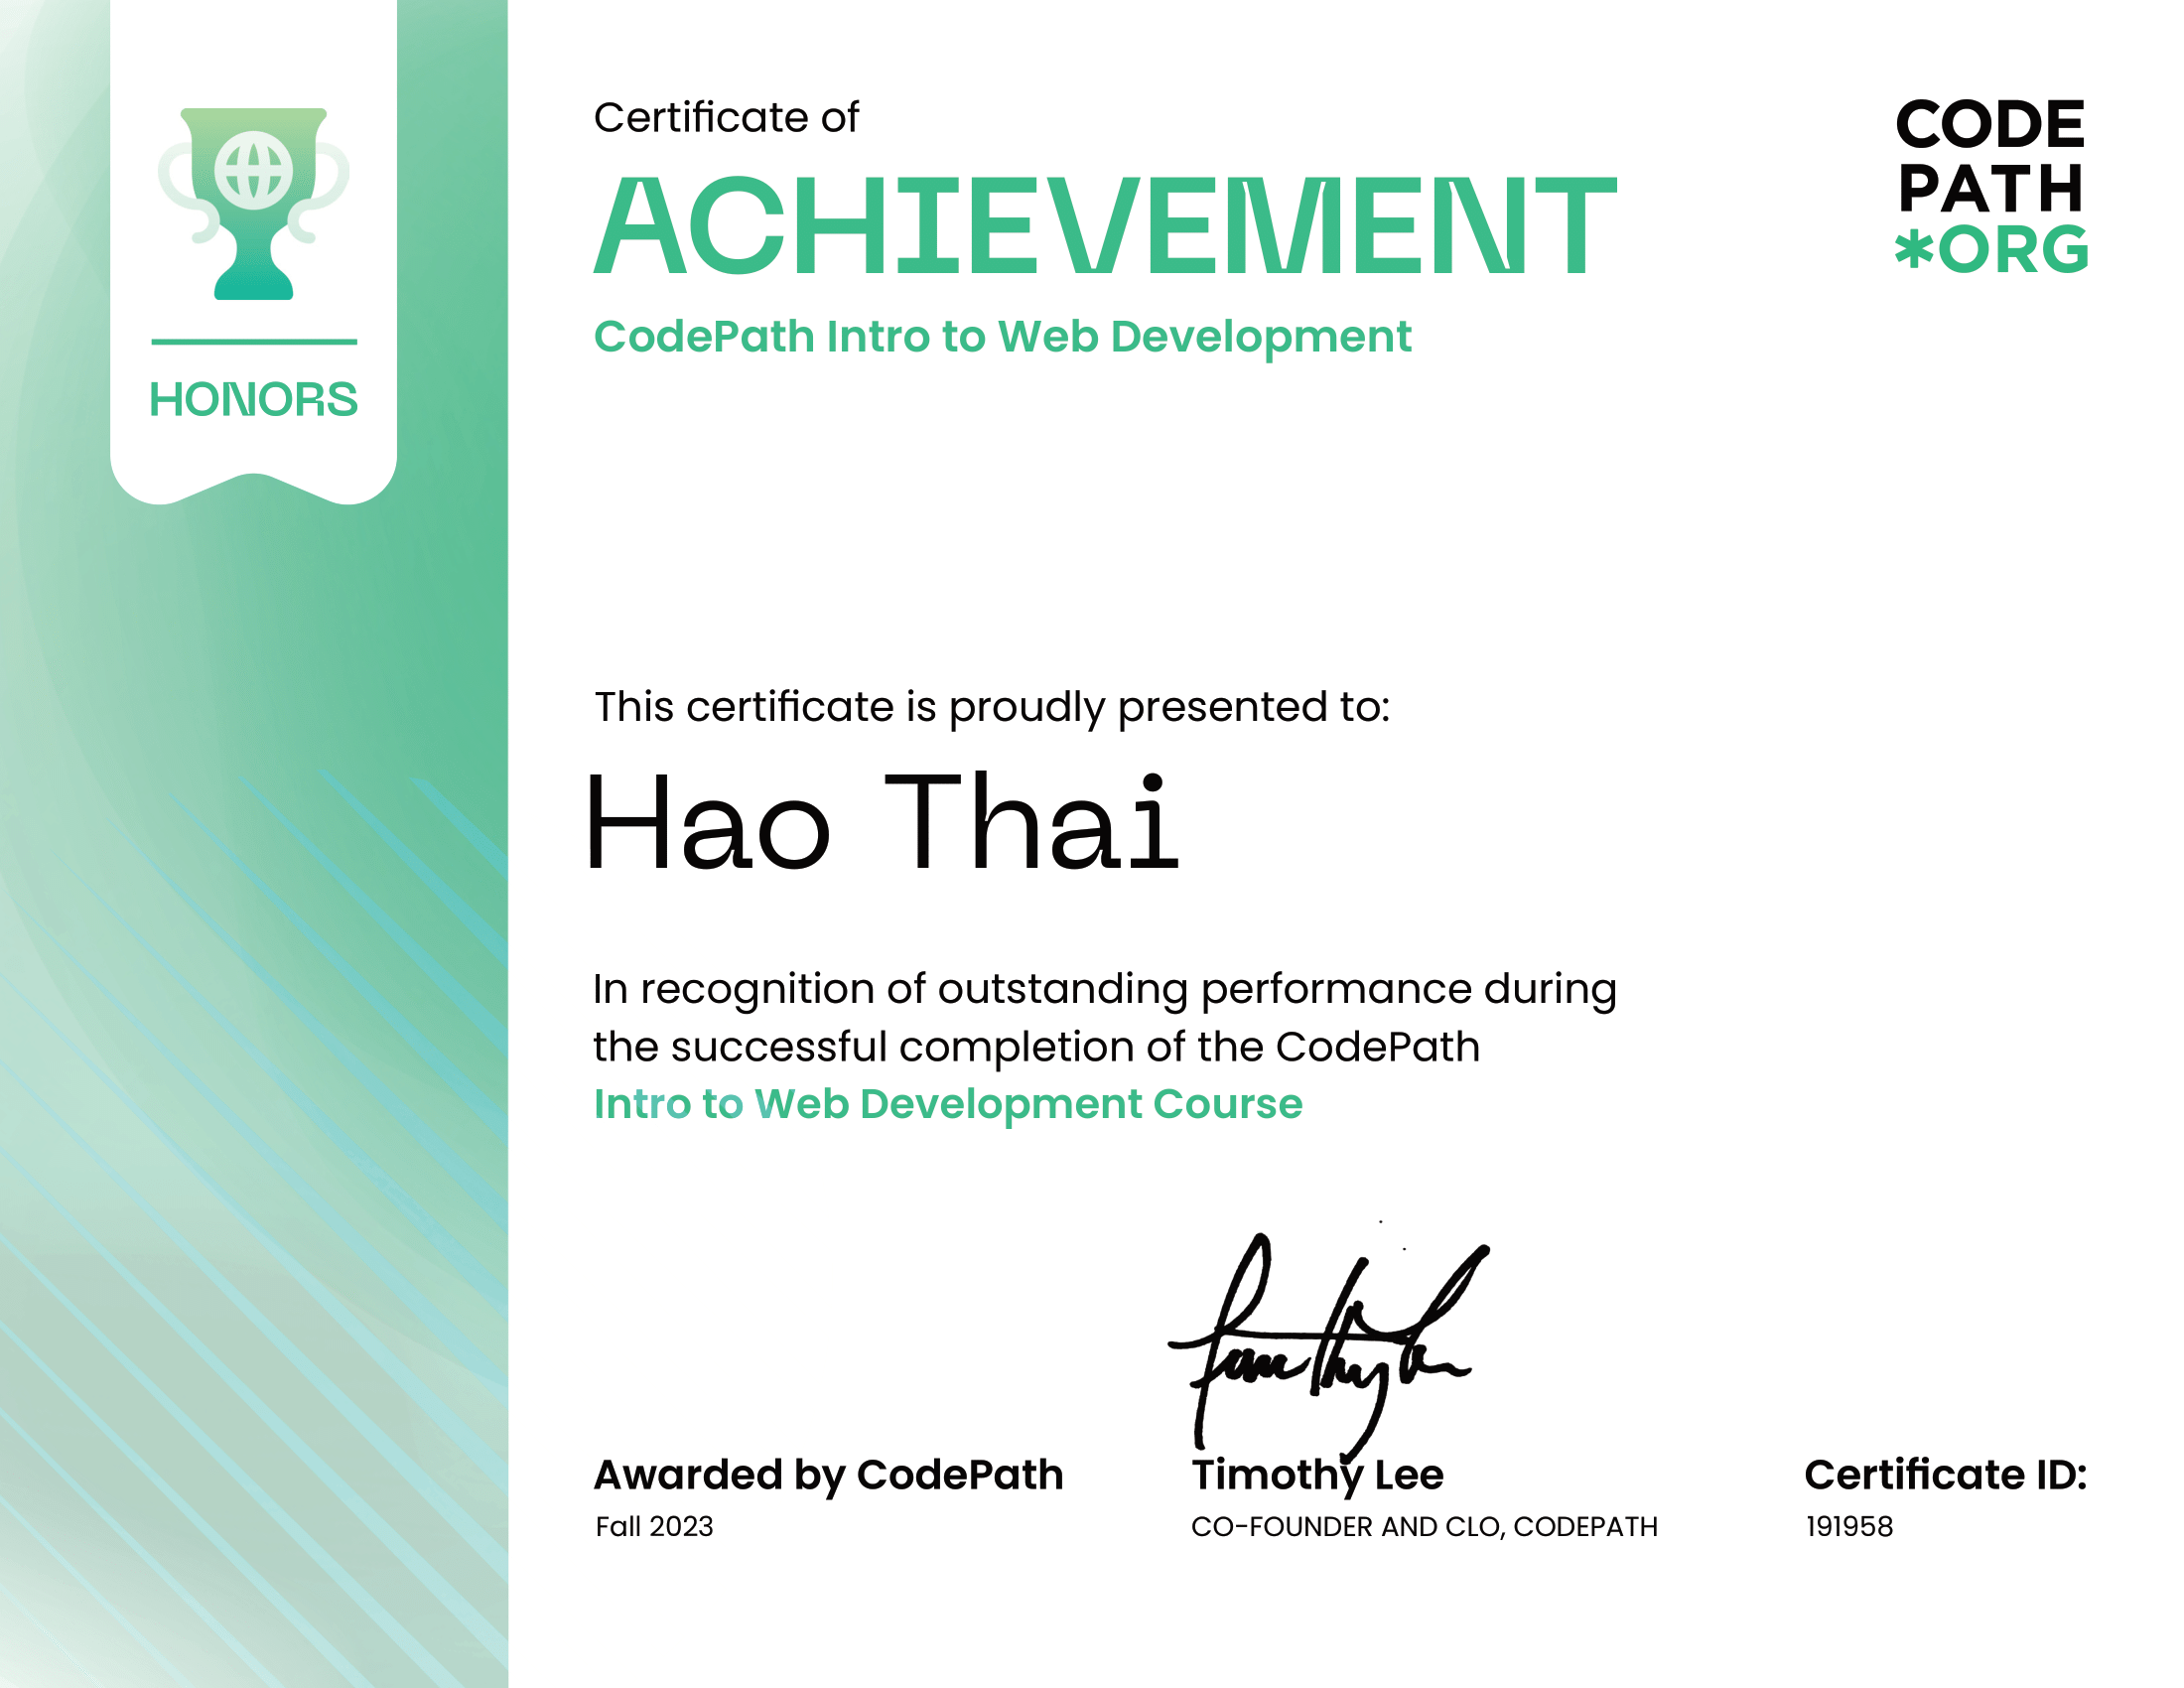 HONORS
Certificate of
ACHIEVEMENT
CodePath Intro to Web Development
CODE
PATH
*ORG
This certificate is proudly presented to:
Hao Thai
In recognition of outstanding performance during
the successful completion of the CodePath
Intro to Web Development Course
Awarded by CodePath
Fall 2023
Timothy Lee
CO-FOUNDER AND CLO, CODEPATH
Certificate ID:
191958